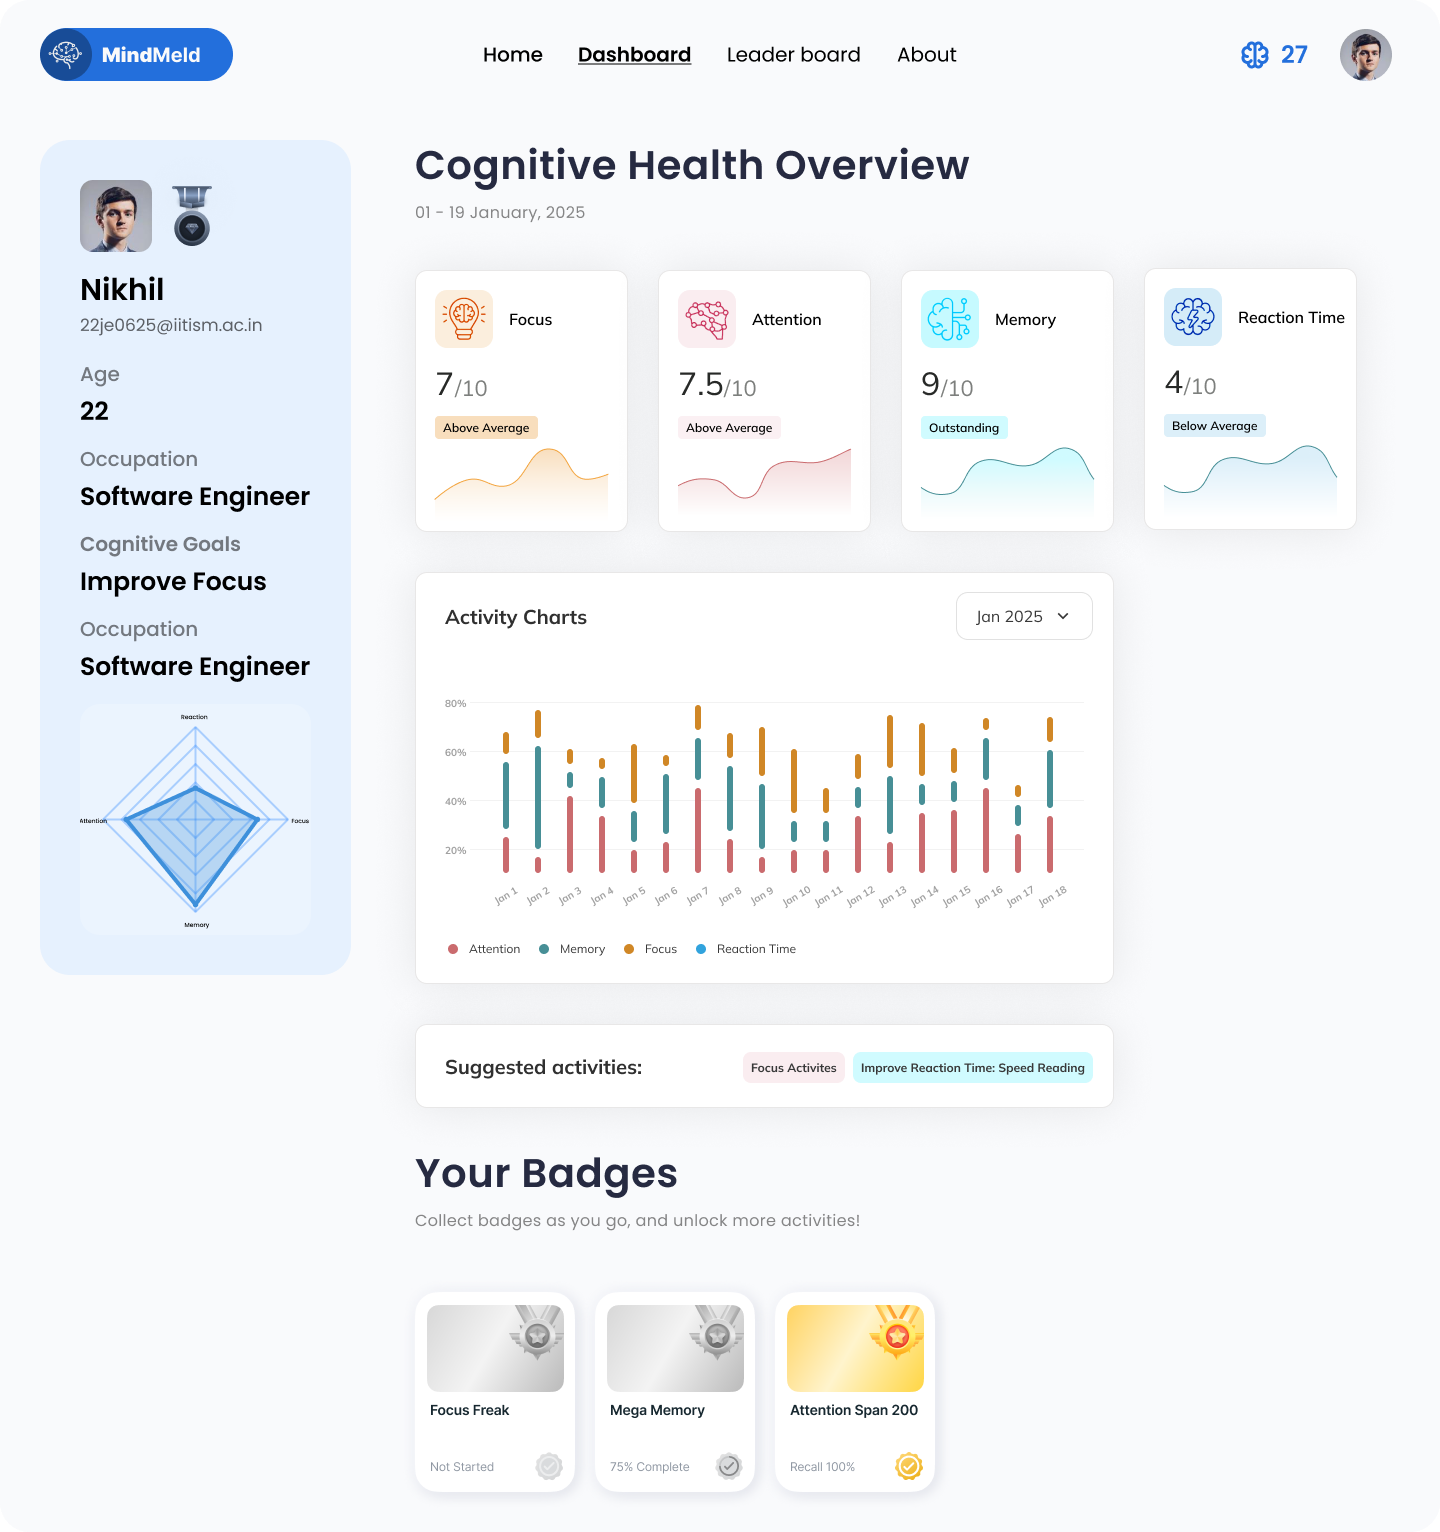 MindMeld
Home Dashboard Leader board About
27
Nikhil
22je0625@iitism.ac.in
Age
22
Occupation
Software Engineer
Cognitive Goals
Improve Focus
Occupation
Software Engineer
Reaction
Attention
Focus
Memory
Cognitive Health Overview
01 - 19 January, 2025
Focus
7/10
Above Average
Attention
7.5/10
Above Average
Memory
9/10
Outstanding
Reaction Time
4/10
Below Average
Activity Charts
Jan 2025
80%
60%
40%
20%
Jan 1 Jan 2 Jan 3 Jan 4 Jan 5 Jan 6 Jan 7 Jan 8 Jan 9 Jan 10 Jan 11 Jan 12 Jan 13 Jan 14 Jan 15 Jan 16 Jan 17 Jan 18
Attention Memory Focus Reaction Time
Suggested activities:
Focus Activites
Improve Reaction Time: Speed Reading
Your Badges
Collect badges as you go, and unlock more activities!
Focus Freak
Not Started
Mega Memory
75% Complete
Attention Span 200
Recall 100%